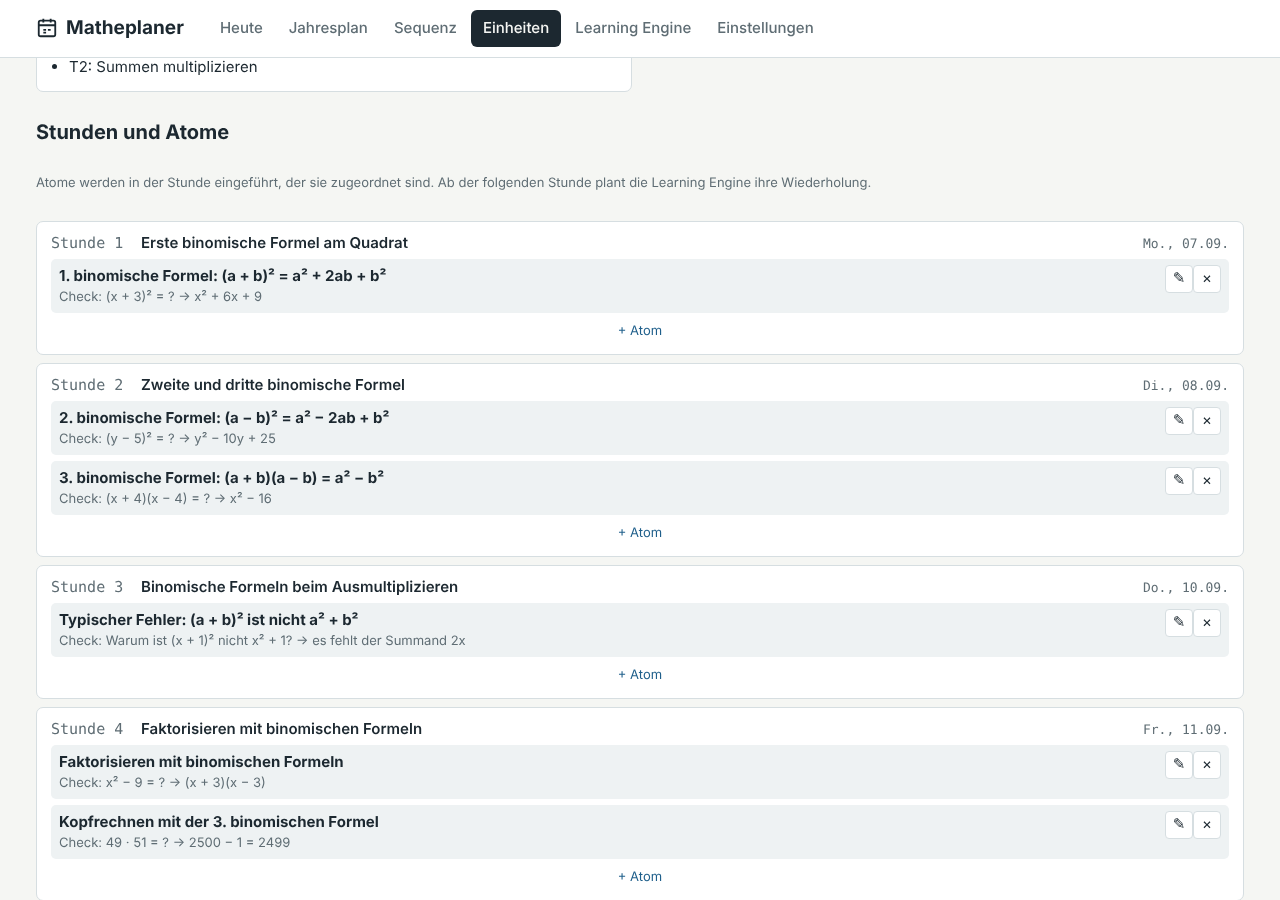 Matheplaner Heute Jahresplan Sequenz Einheiten Learning Engine Einstellungen
• T2: Summen multiplizieren
Stunden und Atome
Atome werden in der Stunde eingeführt, der sie zugeordnet sind. Ab der folgenden Stunde plant die Learning Engine ihre Wiederholung.
Stunde 1 Erste binomische Formel am Quadrat Mo., 07.09.
1. binomische Formel: (a + b)² = a² + 2ab + b² ✎ ×
Check: (x + 3)² = ? → x² + 6x + 9
+ Atom
Stunde 2 Zweite und dritte binomische Formel Di., 08.09.
2. binomische Formel: (a − b)² = a² − 2ab + b² ✎ ×
Check: (y − 5)² = ? → y² − 10y + 25
3. binomische Formel: (a + b)(a − b) = a² − b² ✎ ×
Check: (x + 4)(x − 4) = ? → x² − 16
+ Atom
Stunde 3 Binomische Formeln beim Ausmultiplizieren Do., 10.09.
Typischer Fehler: (a + b)² ist nicht a² + b² ✎ ×
Check: Warum ist (x + 1)² nicht x² + 1? → es fehlt der Summand 2x
+ Atom
Stunde 4 Faktorisieren mit binomischen Formeln Fr., 11.09.
Faktorisieren mit binomischen Formeln ✎ ×
Check: x² − 9 = ? → (x + 3)(x − 3)
Kopfrechnen mit der 3. binomischen Formel ✎ ×
Check: 49 · 51 = ? → 2500 − 1 = 2499
+ Atom